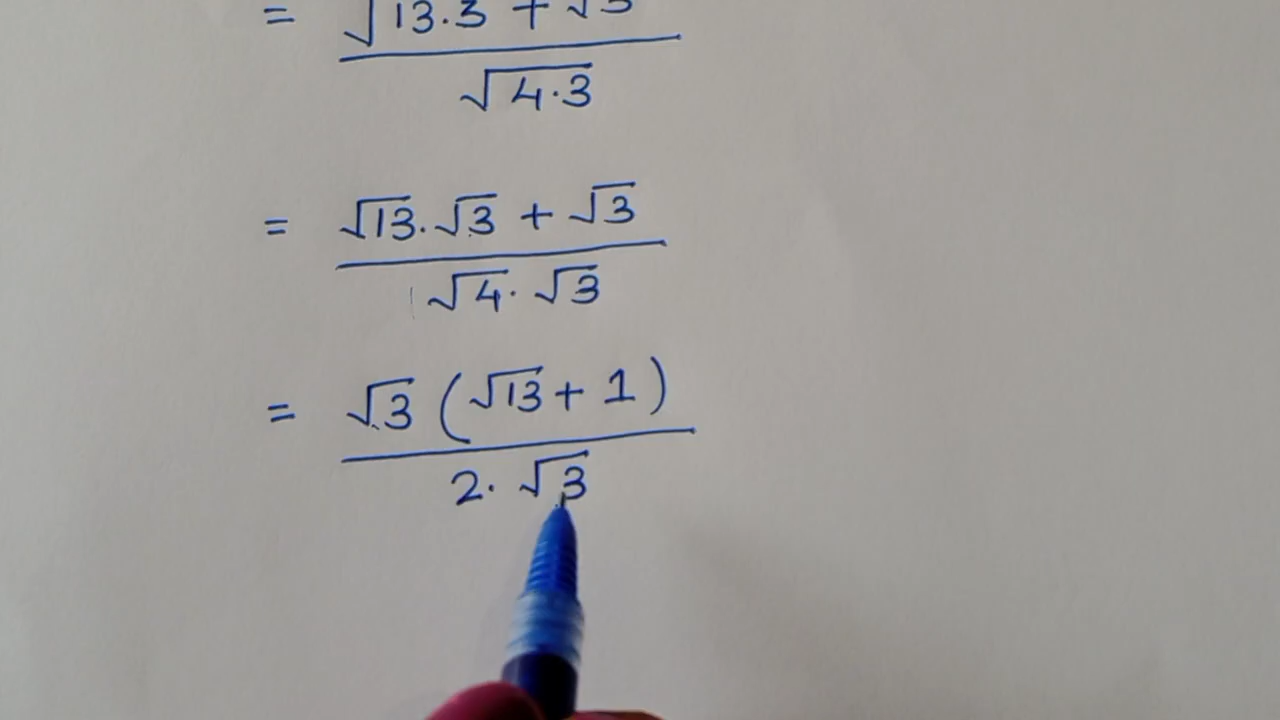 = √13·3 + √3 / √4·3
= √13·√3 + √3 / √4·√3
= √3 (√13 + 1) / 2·√3